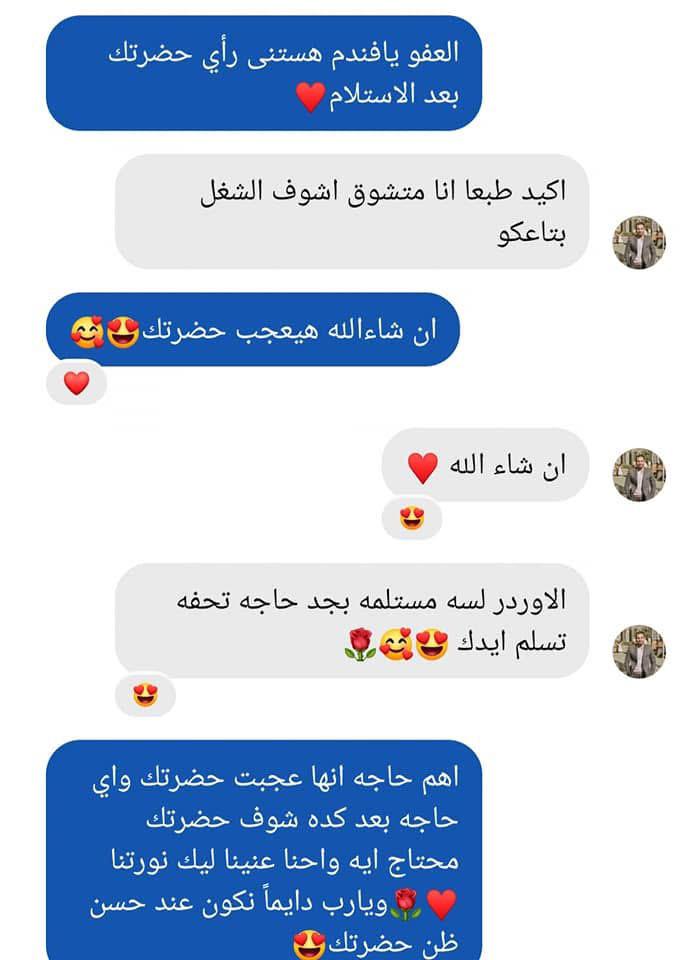 العفو يافندم هستنى رأي حضرتك
بعد الاستلام❤️
اكيد طبعا انا متشوق اشوف الشغل
بتاعكو
ان شاءالله هيعجب حضرتك😍🥰
❤️
ان شاء الله ❤️
😍
الاوردر لسه مستلمه بجد حاجه تحفه
تسلم ايدك 😍🥰🌹
😍
اهم حاجه انها عجبت حضرتك واي
حاجه بعد كده شوف حضرتك
محتاج ايه واحنا عنينا ليك نورتنا
❤️🌹ويارب دايماً نكون عند حسن
ظن حضرتك😍